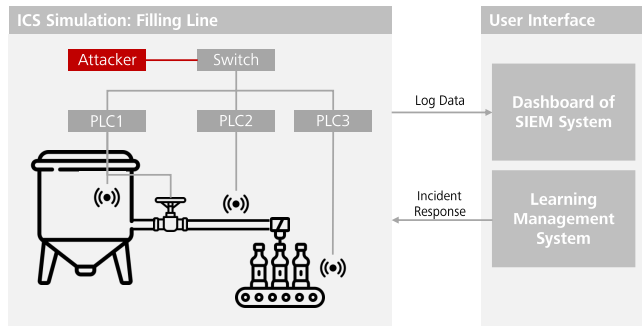 ICS Simulation: Filling Line
Attacker
Switch
PLC1
PLC2
PLC3
Log Data
Incident
Response
User Interface
Dashboard of
SIEM System
Learning
Management
System